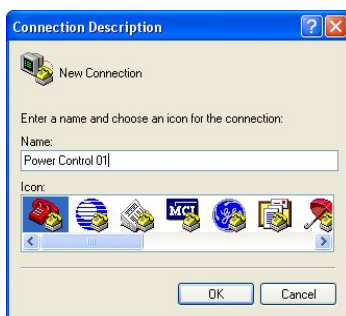 Connection Description
New Connection
Enter a name and choose an icon for the connection:
Name:
Power Control 01
Icon:
MCI
OK
Cancel